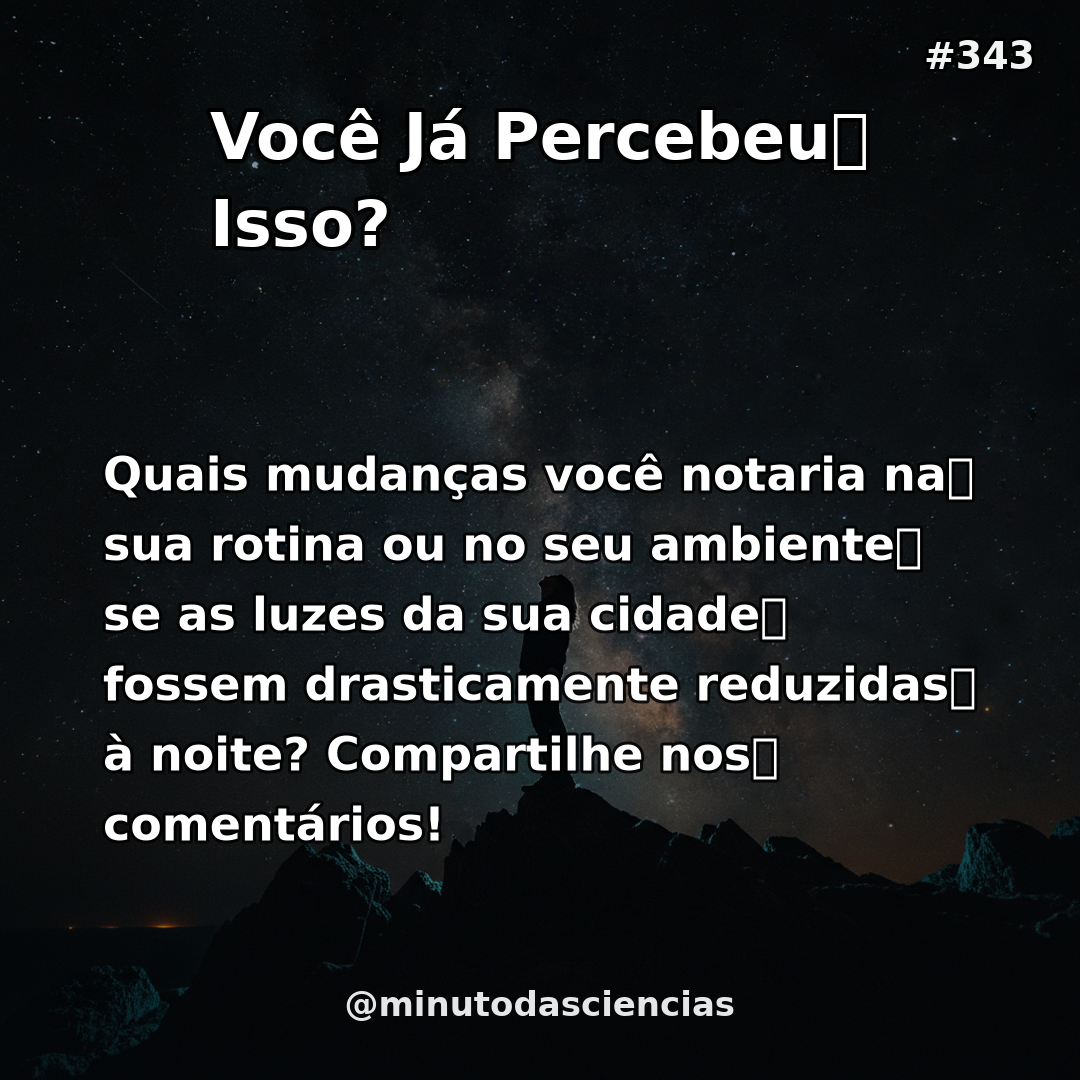 #343
Você Já Percebeu▯
Isso?
Quais mudanças você notaria na▯
sua rotina ou no seu ambiente▯
se as luzes da sua cidade▯
fossem drasticamente reduzidas▯
à noite? Compartilhe nos▯
comentários!
@minutodasciencias